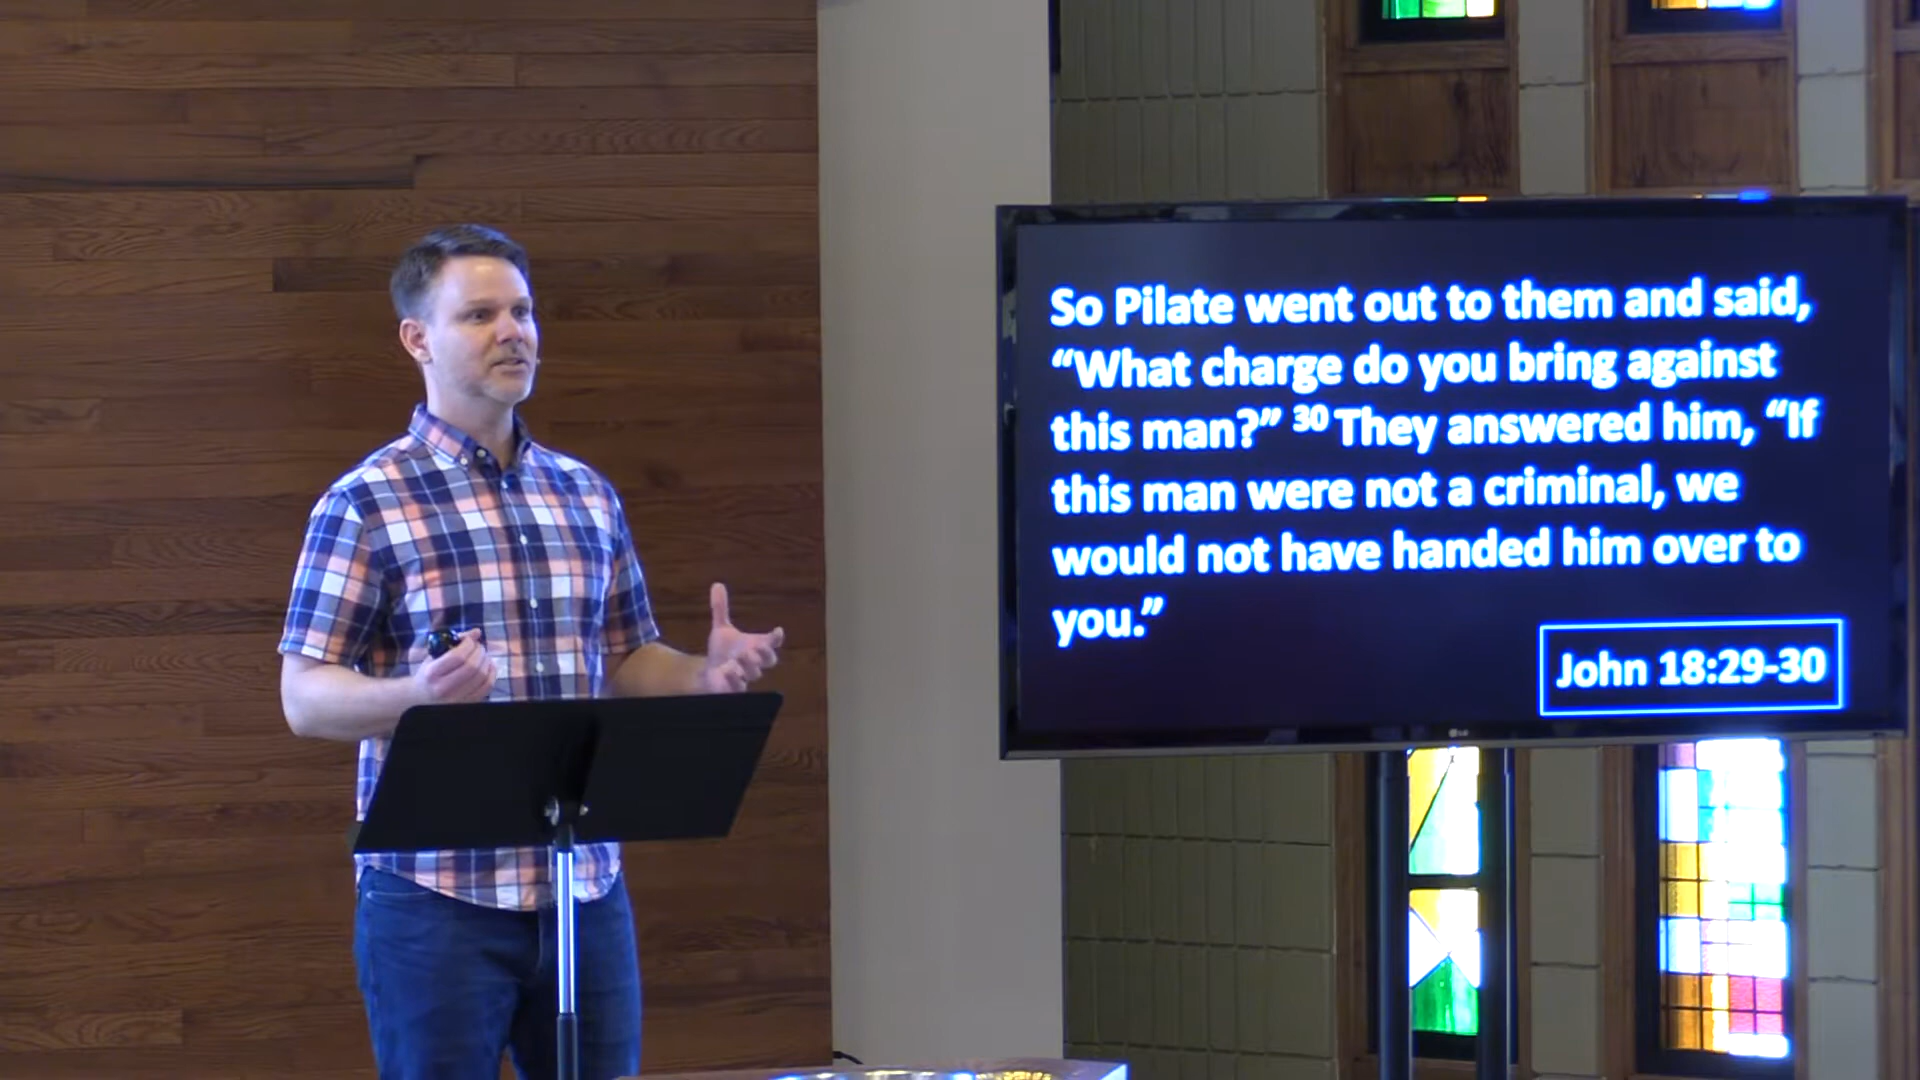 So Pilate went out to them and said,
“What charge do you bring against
this man?” 30 They answered him, “If
this man were not a criminal, we
would not have handed him over to
you.”
John 18:29-30
LG